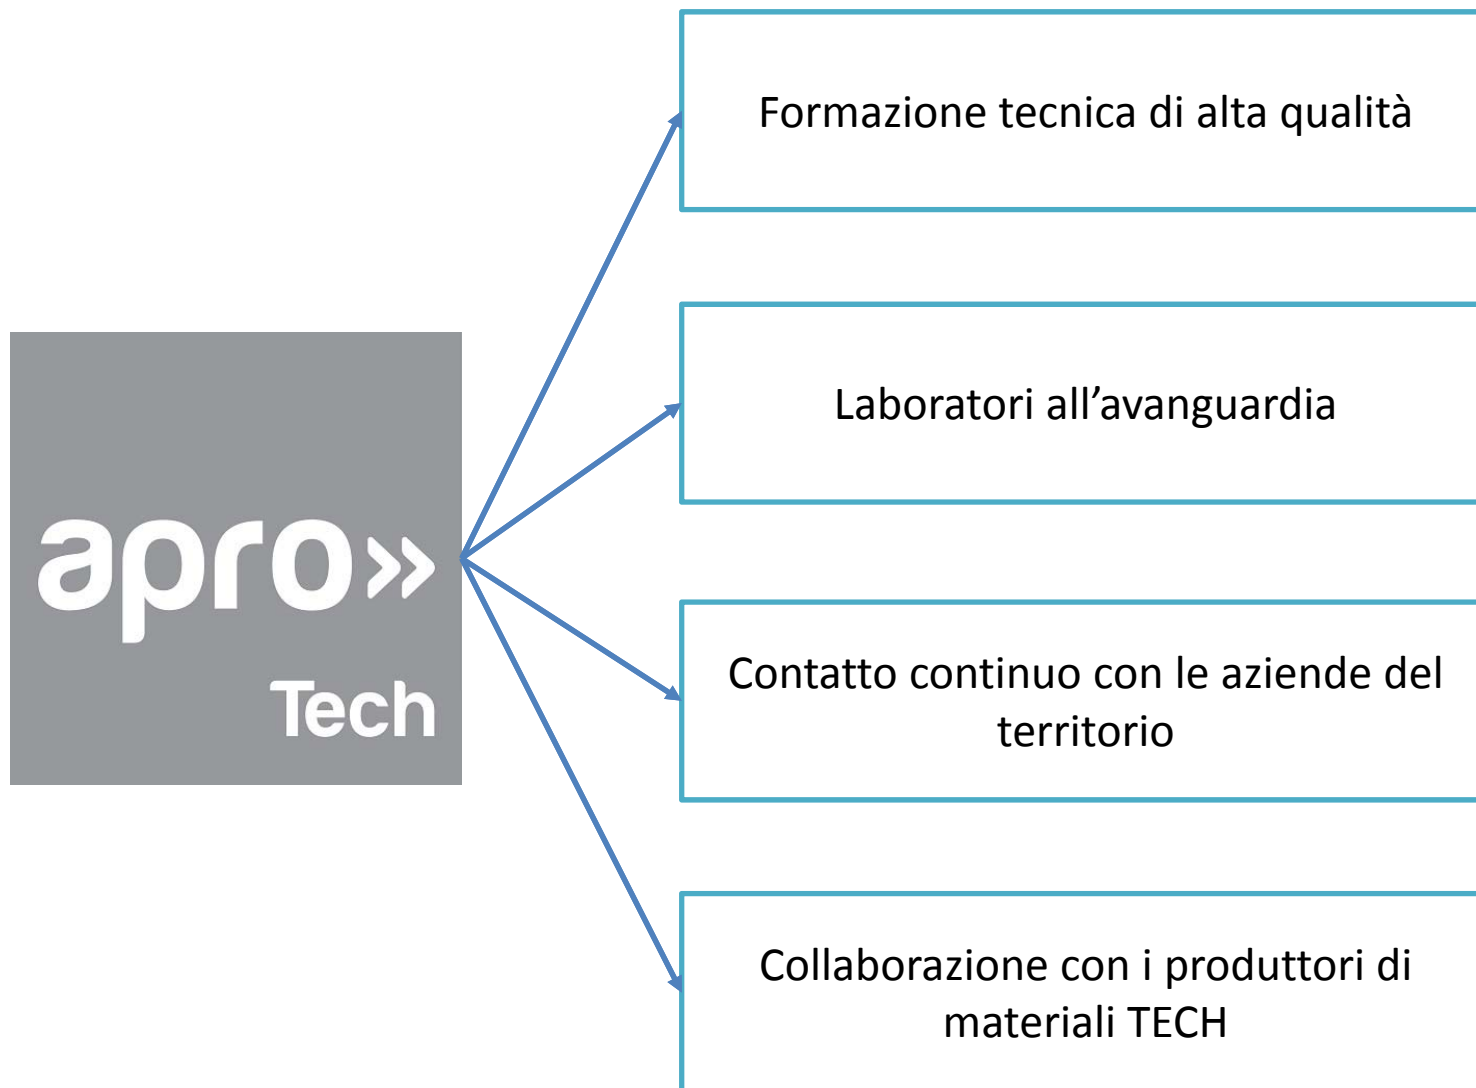 Formazione tecnica di alta qualità
Laboratori all’avanguardia
apro»
Tech
Contatto continuo con le aziende del
territorio
Collaborazione con i produttori di
materiali TECH